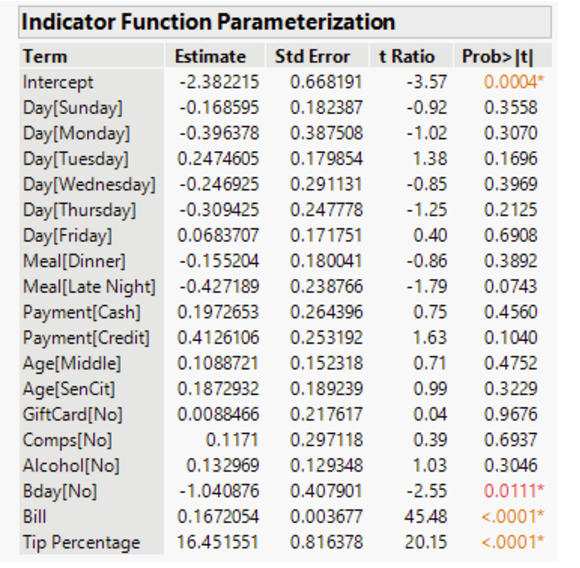 Indicator Function Parameterization
Term Estimate Std Error t Ratio Prob>|t|
Intercept -2.382215 0.668191 -3.57 0.0004*
Day[Sunday] -0.168595 0.182387 -0.92 0.3558
Day[Monday] -0.396378 0.387508 -1.02 0.3070
Day[Tuesday] 0.2474605 0.179854 1.38 0.1696
Day[Wednesday] -0.246925 0.291131 -0.85 0.3969
Day[Thursday] -0.309425 0.247778 -1.25 0.2125
Day[Friday] 0.0683707 0.171751 0.40 0.6908
Meal[Dinner] -0.155204 0.180041 -0.86 0.3892
Meal[Late Night] -0.427189 0.238766 -1.79 0.0743
Payment[Cash] 0.1972653 0.264396 0.75 0.4560
Payment[Credit] 0.4126106 0.253192 1.63 0.1040
Age[Middle] 0.1088721 0.152318 0.71 0.4752
Age[SenCit] 0.1872932 0.189239 0.99 0.3229
GiftCard[No] 0.0088466 0.217617 0.04 0.9676
Comps[No] 0.1171 0.297118 0.39 0.6937
Alcohol[No] 0.132969 0.129348 1.03 0.3046
Bday[No] -1.040876 0.407901 -2.55 0.0111*
Bill 0.1672054 0.003677 45.48 <.0001*
Tip Percentage 16.451551 0.816378 20.15 <.0001*